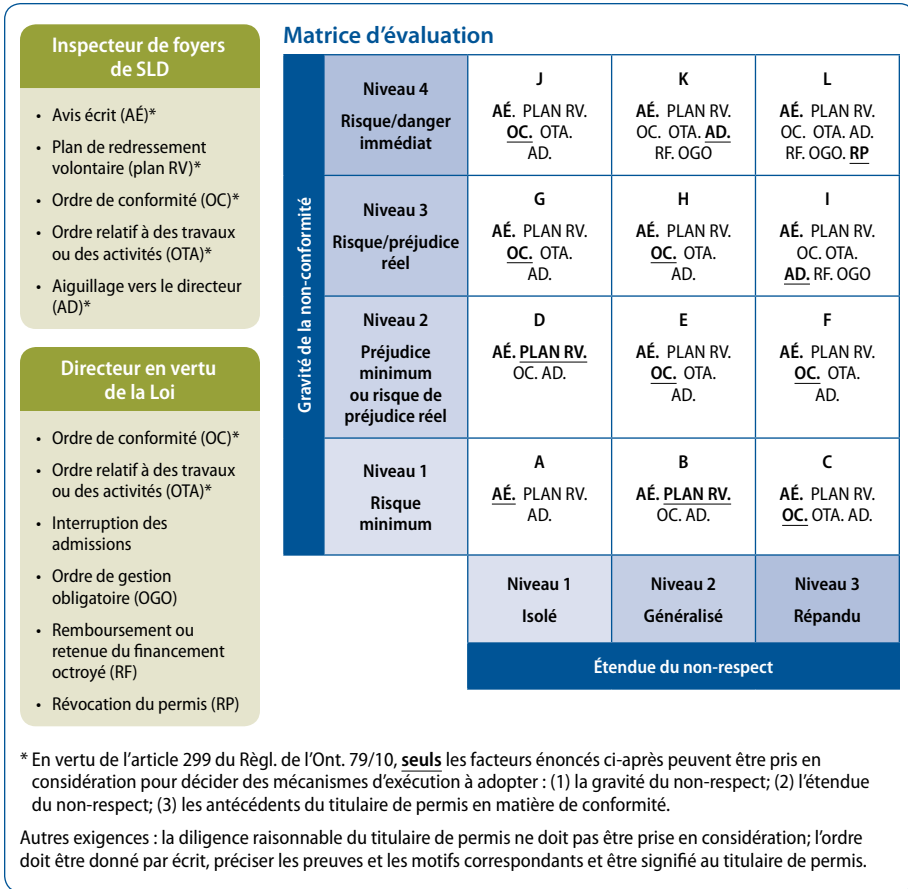 Inspecteur de foyers
de SLD
• Avis écrit (AÉ)*
• Plan de redressement
volontaire (plan RV)*
• Ordre de conformité (OC)*
• Ordre relatif à des travaux
ou des activités (OTA)*
• Aiguillage vers le directeur
(AD)*
Directeur en vertu
de la Loi
• Ordre de conformité (OC)*
• Ordre relatif à des travaux
ou des activités (OTA)*
• Interruption des
admissions
• Ordre de gestion
obligatoire (OGO)
• Remboursement ou
retenue du financement
octroyé (RF)
• Révocation du permis (RP)
Matrice d’évaluation
Gravité de la non-conformité
Niveau 4
Risque/danger
immédiat
J
AÉ. PLAN RV.
OC. OTA.
AD.
K
AÉ. PLAN RV.
OC. OTA. AD.
RF. OGO
L
AÉ. PLAN RV.
OC. OTA. AD.
RF. OGO. RP
Niveau 3
Risque/préjudice
réel
G
AÉ. PLAN RV.
OC. OTA.
AD.
H
AÉ. PLAN RV.
OC. OTA.
AD.
I
AÉ. PLAN RV.
OC. OTA.
AD. RF. OGO
Niveau 2
Préjudice
minimum
ou risque de
préjudice réel
D
AÉ. PLAN RV.
OC. AD.
E
AÉ. PLAN RV.
OC. OTA.
AD.
F
AÉ. PLAN RV.
OC. OTA.
AD.
Niveau 1
Risque
minimum
A
AÉ. PLAN RV.
AD.
B
AÉ. PLAN RV.
OC. AD.
C
AÉ. PLAN RV.
OC. OTA. AD.
Niveau 1
Isolé
Niveau 2
Généralisé
Niveau 3
Répandu
Étendue du non-respect
* En vertu de l’article 299 du Règl. de l’Ont. 79/10, seuls les facteurs énoncés ci-après peuvent être pris en
considération pour décider des mécanismes d’exécution à adopter : (1) la gravité du non-respect; (2) l’étendue
du non-respect; (3) les antécédents du titulaire de permis en matière de conformité.
Autres exigences : la diligence raisonnable du titulaire de permis ne doit pas être prise en considération; l’ordre
doit être donné par écrit, préciser les preuves et les motifs correspondants et être signifié au titulaire de permis.